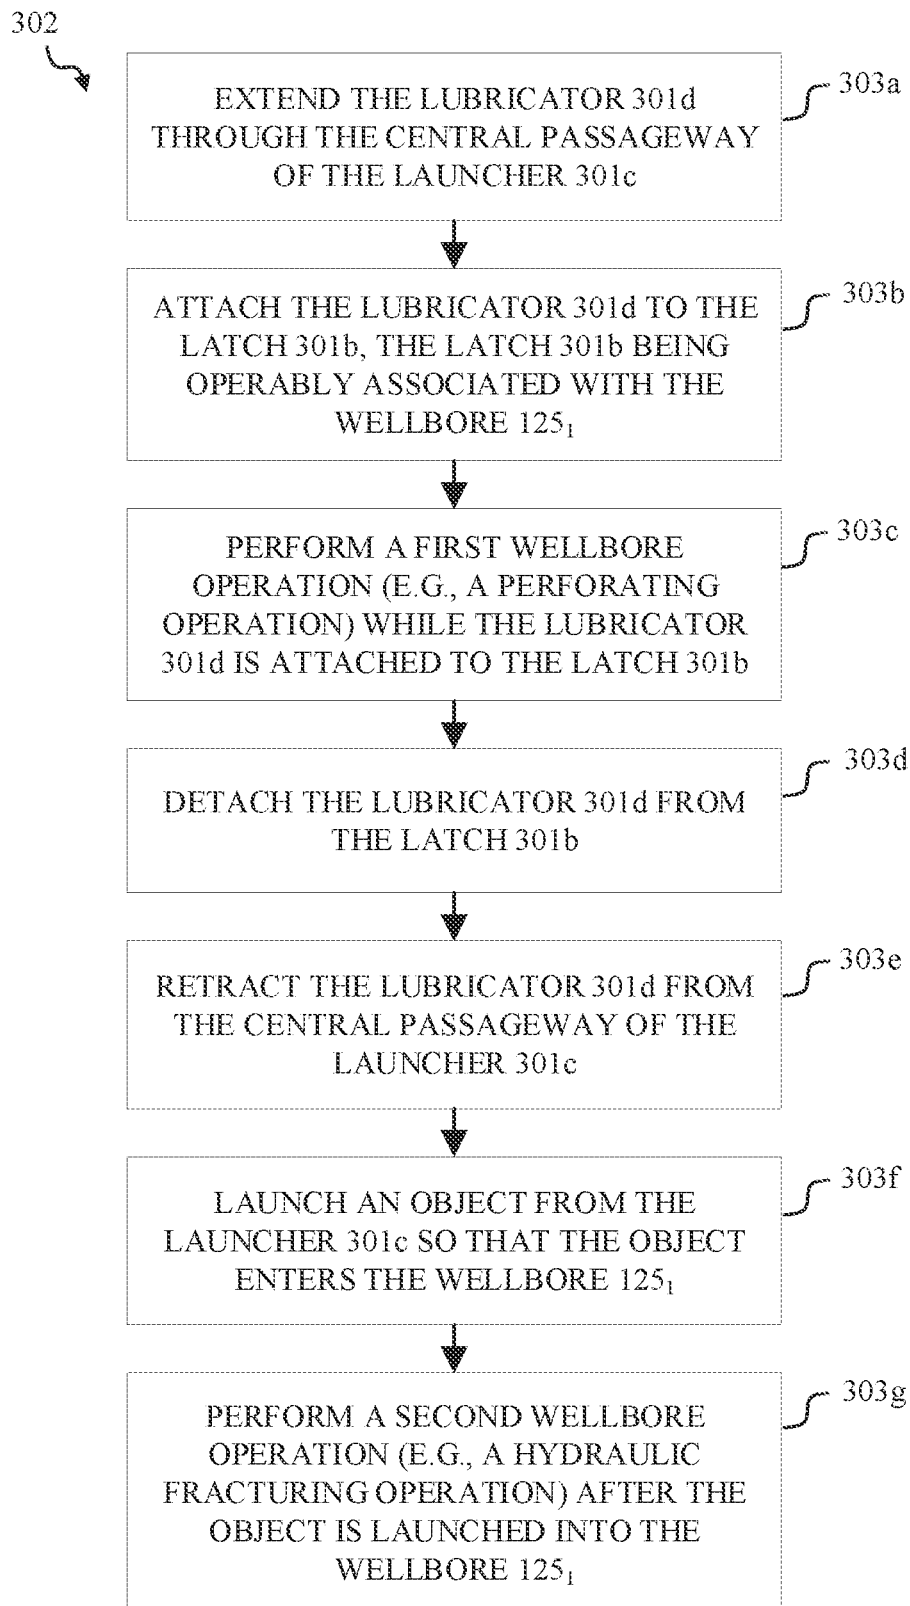 302
303a
EXTEND THE LUBRICATOR 301d
THROUGH THE CENTRAL PASSAGEWAY
OF THE LAUNCHER 301c
303b
ATTACH THE LUBRICATOR 301d TO THE
LATCH 301b, THE LATCH 301b BEING
OPERABLY ASSOCIATED WITH THE
WELLBORE 125₁
303c
PERFORM A FIRST WELLBORE
OPERATION (E.G., A PERFORATING
OPERATION) WHILE THE LUBRICATOR
301d IS ATTACHED TO THE LATCH 301b
303d
DETACH THE LUBRICATOR 301d FROM
THE LATCH 301b
303e
RETRACT THE LUBRICATOR 301d FROM
THE CENTRAL PASSAGEWAY OF THE
LAUNCHER 301c
303f
LAUNCH AN OBJECT FROM THE
LAUNCHER 301c SO THAT THE OBJECT
ENTERS THE WELLBORE 125₁
303g
PERFORM A SECOND WELLBORE
OPERATION (E.G., A HYDRAULIC
FRACTURING OPERATION) AFTER THE
OBJECT IS LAUNCHED INTO THE
WELLBORE 125₁